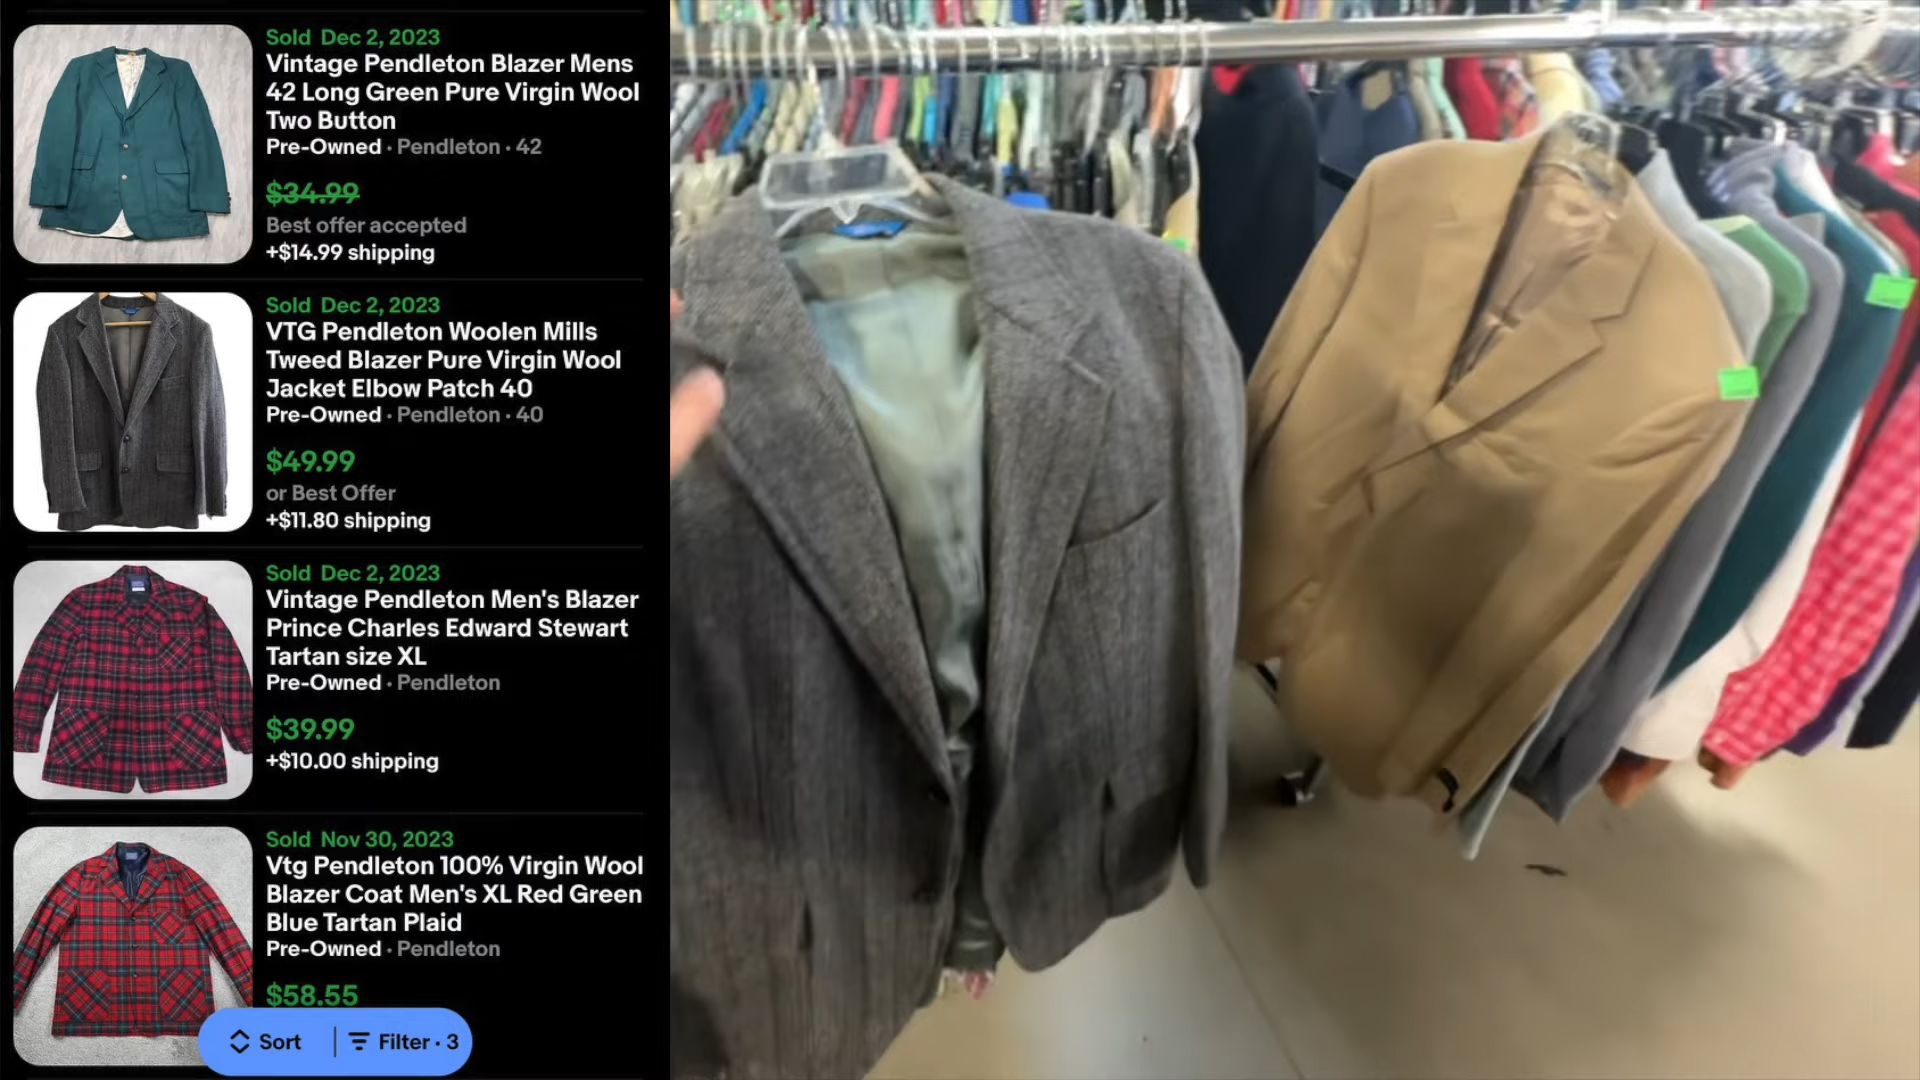 Sold Dec 2, 2023
Vintage Pendleton Blazer Mens
42 Long Green Pure Virgin Wool
Two Button
Pre-Owned · Pendleton · 42
$34.99
Best offer accepted
+$14.99 shipping
Sold Dec 2, 2023
VTG Pendleton Woolen Mills
Tweed Blazer Pure Virgin Wool
Jacket Elbow Patch 40
Pre-Owned · Pendleton · 40
$49.99
or Best Offer
+$11.80 shipping
Sold Dec 2, 2023
Vintage Pendleton Men's Blazer
Prince Charles Edward Stewart
Tartan size XL
Pre-Owned · Pendleton
$39.99
+$10.00 shipping
Sold Nov 30, 2023
Vtg Pendleton 100% Virgin Wool
Blazer Coat Men's XL Red Green
Blue Tartan Plaid
Pre-Owned · Pendleton
$58.55
Sort
Filter · 3